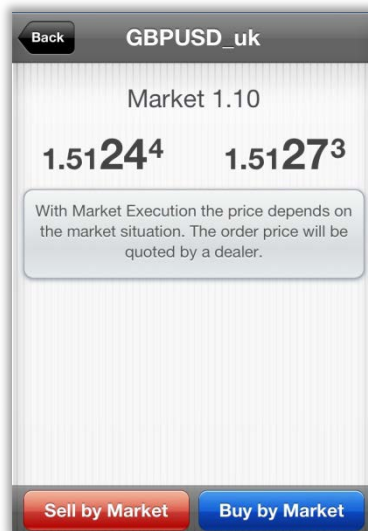 Back GBPUSD_uk
Market 1.10
1.51244 1.51273
With Market Execution the price depends on
the market situation. The order price will be
quoted by a dealer.
Sell by Market Buy by Market